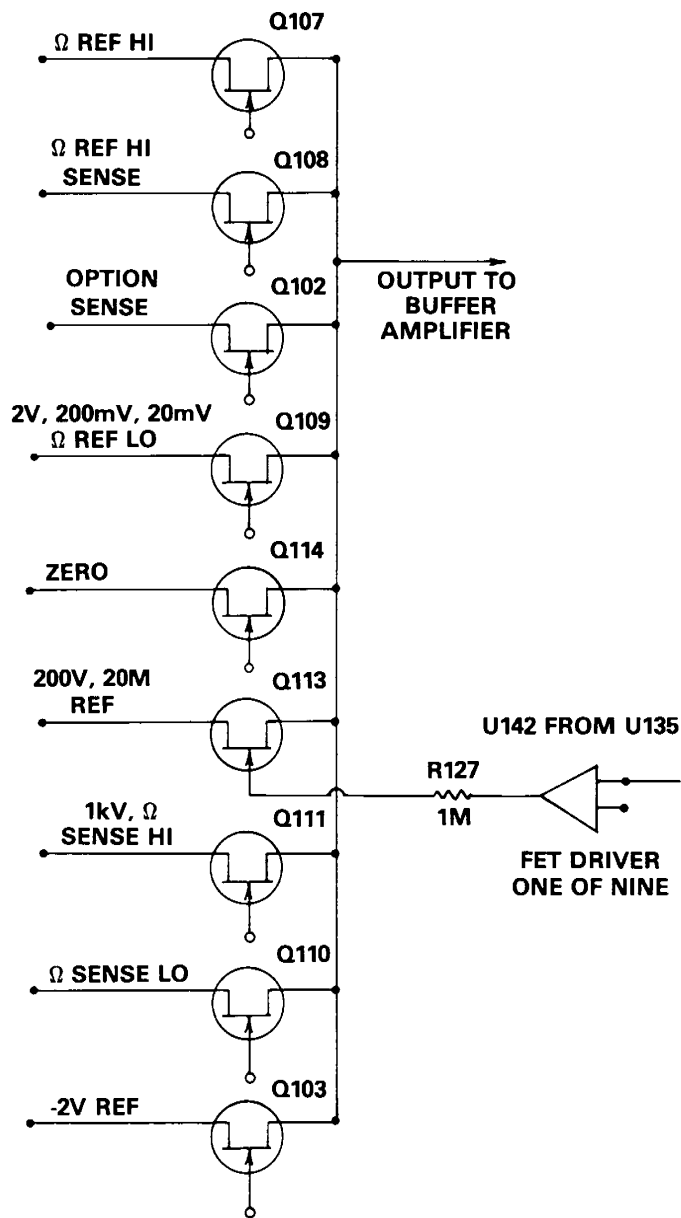 Q107
Ω REF HI
Ω REF HI
SENSE
Q108
OPTION
SENSE
Q102
OUTPUT TO
BUFFER
AMPLIFIER
2V, 200mV, 20mV
Ω REF LO
Q109
ZERO
Q114
200V, 20M
REF
Q113
U142 FROM U135
R127
1M
FET DRIVER
ONE OF NINE
1kV, Ω
SENSE HI
Q111
Ω SENSE LO
Q110
-2V REF
Q103